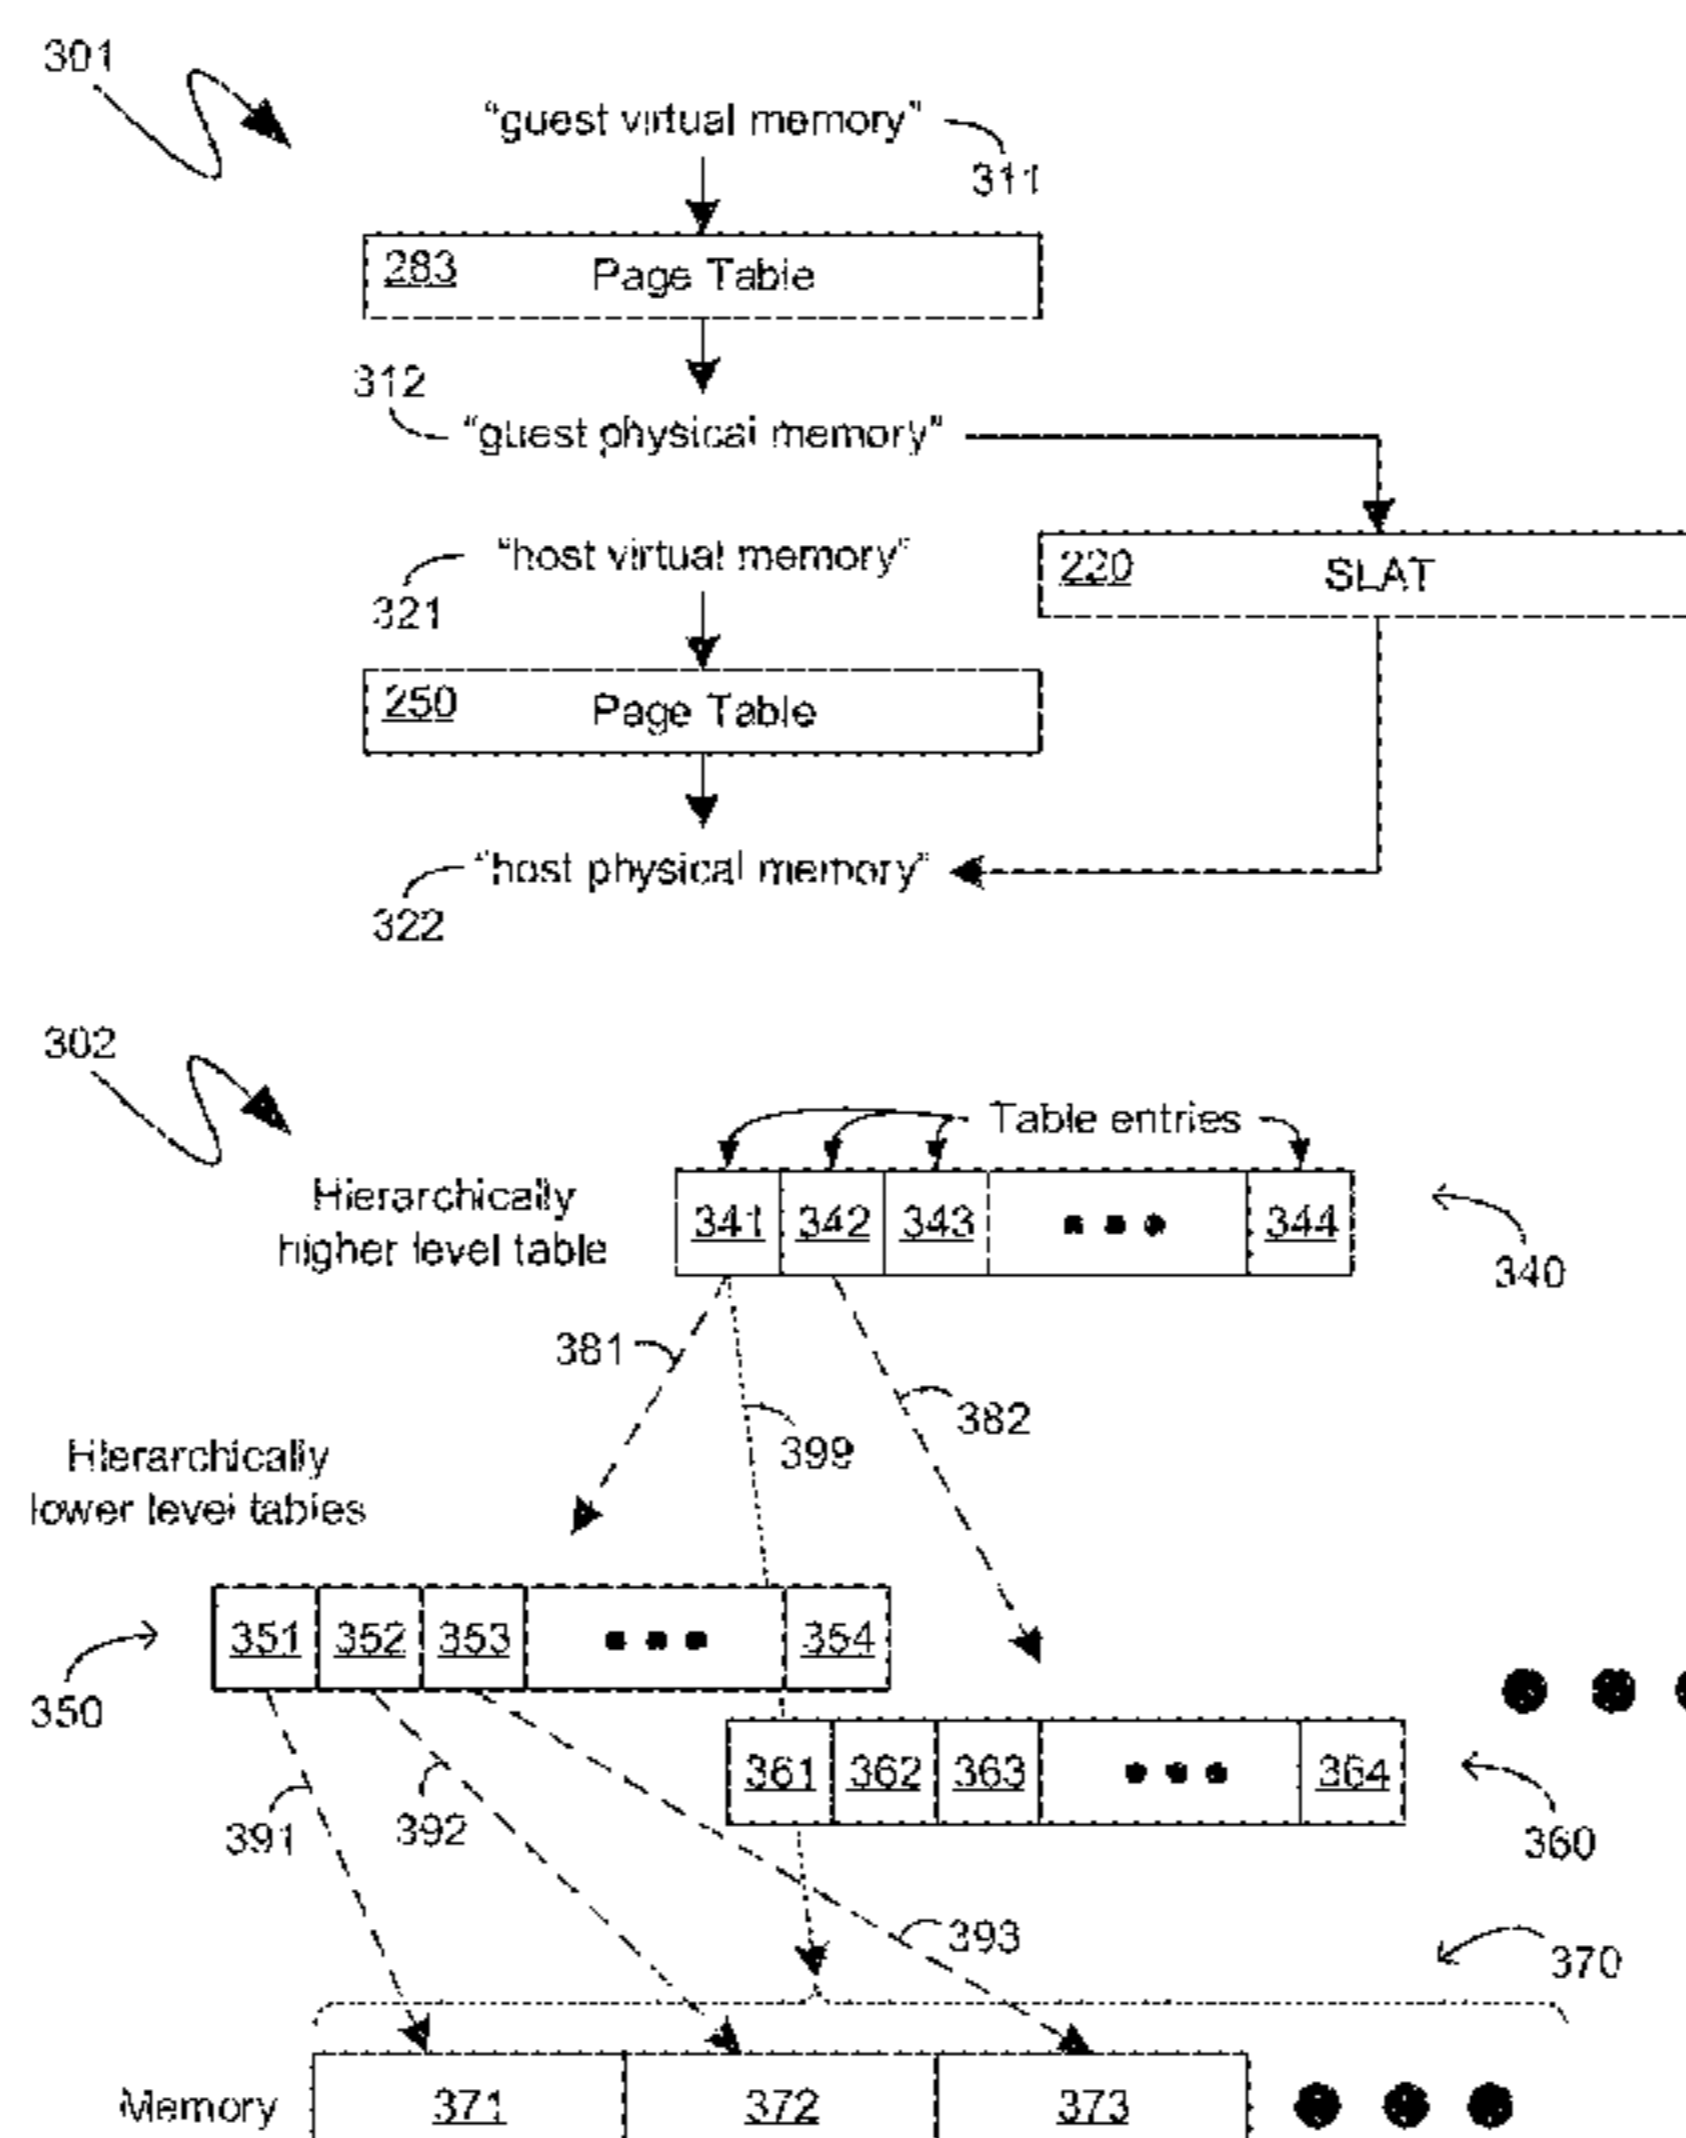 301
"guest virtual memory"
311
283 Page Table
312
"guest physical memory"
"host virtual memory"
321
220 SLAT
250 Page Table
"host physical memory"
322
302
Table entries
Hierarchically
higher level table
341 342 343 344
340
381
382
399
Hierarchically
lower level tables
351 352 353 354
350
361 362 363 364
360
391
392
393
370
Memory 371 372 373